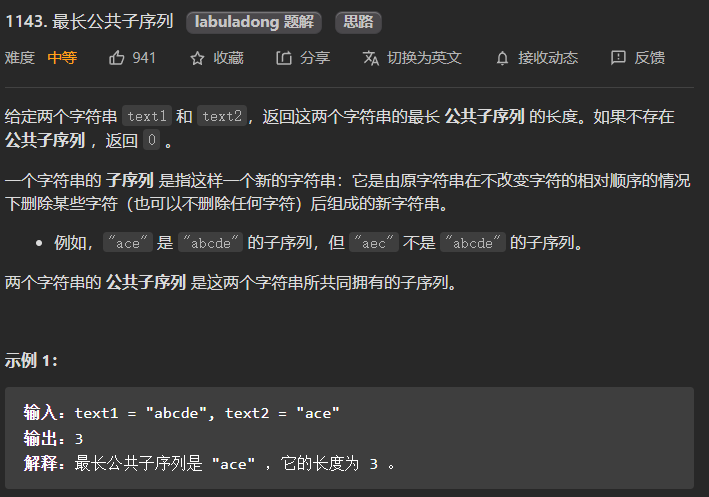 1143. 最长公共子序列 labuladong 题解 思路
难度 中等 941 收藏 分享 切换为英文 接收动态 反馈
给定两个字符串 text1 和 text2，返回这两个字符串的最长 公共子序列 的长度。如果不存在
公共子序列 ，返回 0 。
一个字符串的 子序列 是指这样一个新的字符串：它是由原字符串在不改变字符的相对顺序的情况
下删除某些字符（也可以不删除任何字符）后组成的新字符串。
• 例如，"ace" 是 "abcde" 的子序列，但 "aec" 不是 "abcde" 的子序列。
两个字符串的 公共子序列 是这两个字符串所共同拥有的子序列。
示例 1：
输入：text1 = "abcde", text2 = "ace"
输出：3
解释：最长公共子序列是 "ace" ，它的长度为 3 。